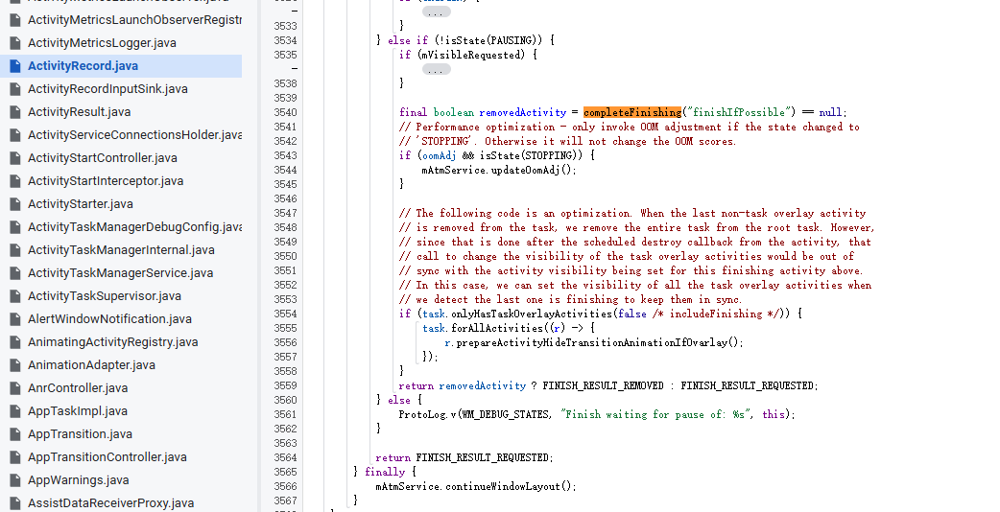 ActivityMetricsLaunchObserverRegistr
ActivityMetricsLogger.java
ActivityRecord.java
ActivityRecordInputSink.java
ActivityResult.java
ActivityServiceConnectionsHolder.java
ActivityStartController.java
ActivityStartInterceptor.java
ActivityStarter.java
ActivityTaskManagerDebugConfig.java
ActivityTaskManagerInternal.java
ActivityTaskManagerService.java
ActivityTaskSupervisor.java
AlertWindowNotification.java
AnimatingActivityRegistry.java
AnimationAdapter.java
AnrController.java
AppTaskImpl.java
AppTransition.java
AppTransitionController.java
AppWarnings.java
AssistDataReceiverProxy.java
– ...
3533 }
3534 } else if (!isState(PAUSING)) {
3535 if (mVisibleRequested) {
– ...
3538 }
3539
3540 final boolean removedActivity = completeFinishing("finishIfPossible") == null;
3541 // Performance optimization - only invoke OOM adjustment if the state changed to
3542 // 'STOPPING'. Otherwise it will not change the OOM scores.
3543 if (oomAdj && isState(STOPPING)) {
3544 mAtmService.updateOomAdj();
3545 }
3546
3547 // The following code is an optimization. When the last non-task overlay activity
3548 // is removed from the task, we remove the entire task from the root task. However,
3549 // since that is done after the scheduled destroy callback from the activity, that
3550 // call to change the visibility of the task overlay activities would be out of
3551 // sync with the activity visibility being set for this finishing activity above.
3552 // In this case, we can set the visibility of all the task overlay activities when
3553 // we detect the last one is finishing to keep them in sync.
3554 if (task.onlyHasTaskOverlayActivities(false /* includeFinishing */)) {
3555 task.forAllActivities((r) -> {
3556 r.prepareActivityHideTransitionAnimationIfOvarlay();
3557 });
3558 }
3559 return removedActivity ? FINISH_RESULT_REMOVED : FINISH_RESULT_REQUESTED;
3560 } else {
3561 ProtoLog.v(WM_DEBUG_STATES, "Finish waiting for pause of: %s", this);
3562 }
3563
3564 return FINISH_RESULT_REQUESTED;
3565 } finally {
3566 mAtmService.continueWindowLayout();
3567 }